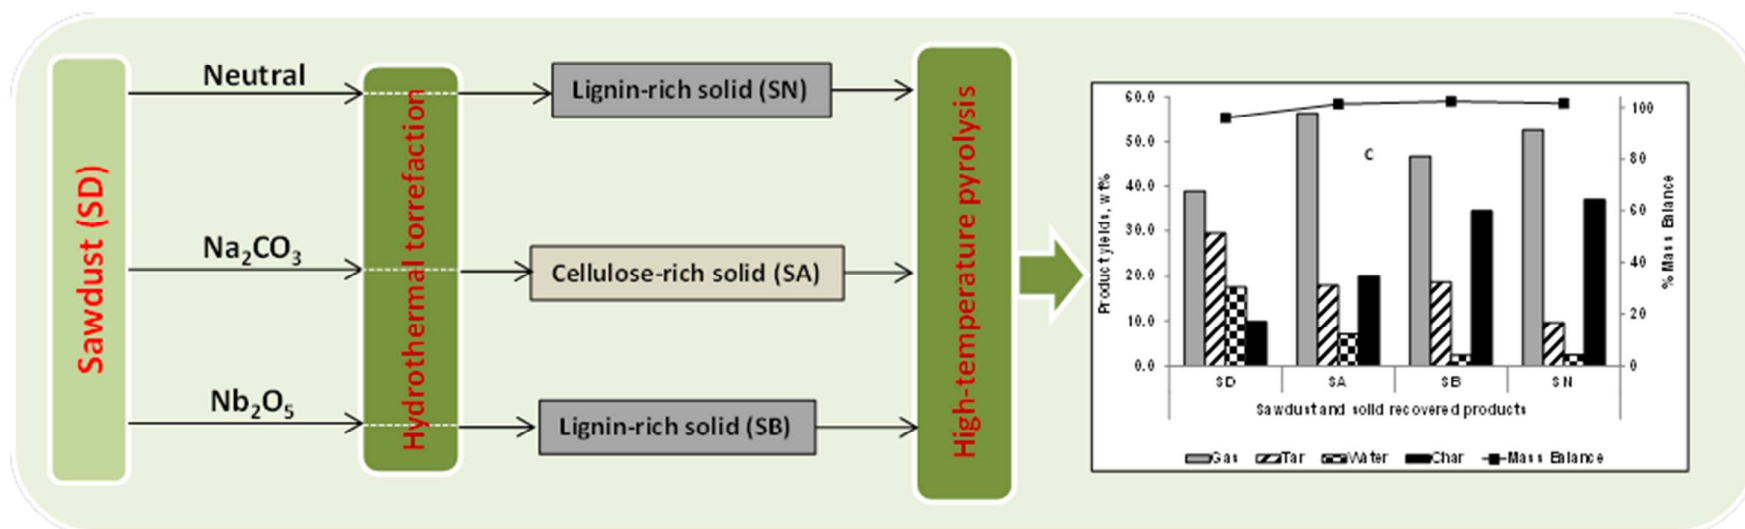 Sawdust (SD)
Neutral
Na₂CO₃
Nb₂O₅
Hydrothermal torrefaction
Lignin-rich solid (SN)
Cellulose-rich solid (SA)
Lignin-rich solid (SB)
High-temperature pyrolysis
60.0
50.0
40.0
30.0
20.0
10.0
0.0
Product yields, wt%
C
100
80
60
40
20
0
% Mass Balance
SD SA SB SN
Sawdust and solid recovered products
Gas Tar Water Char Mass Balance